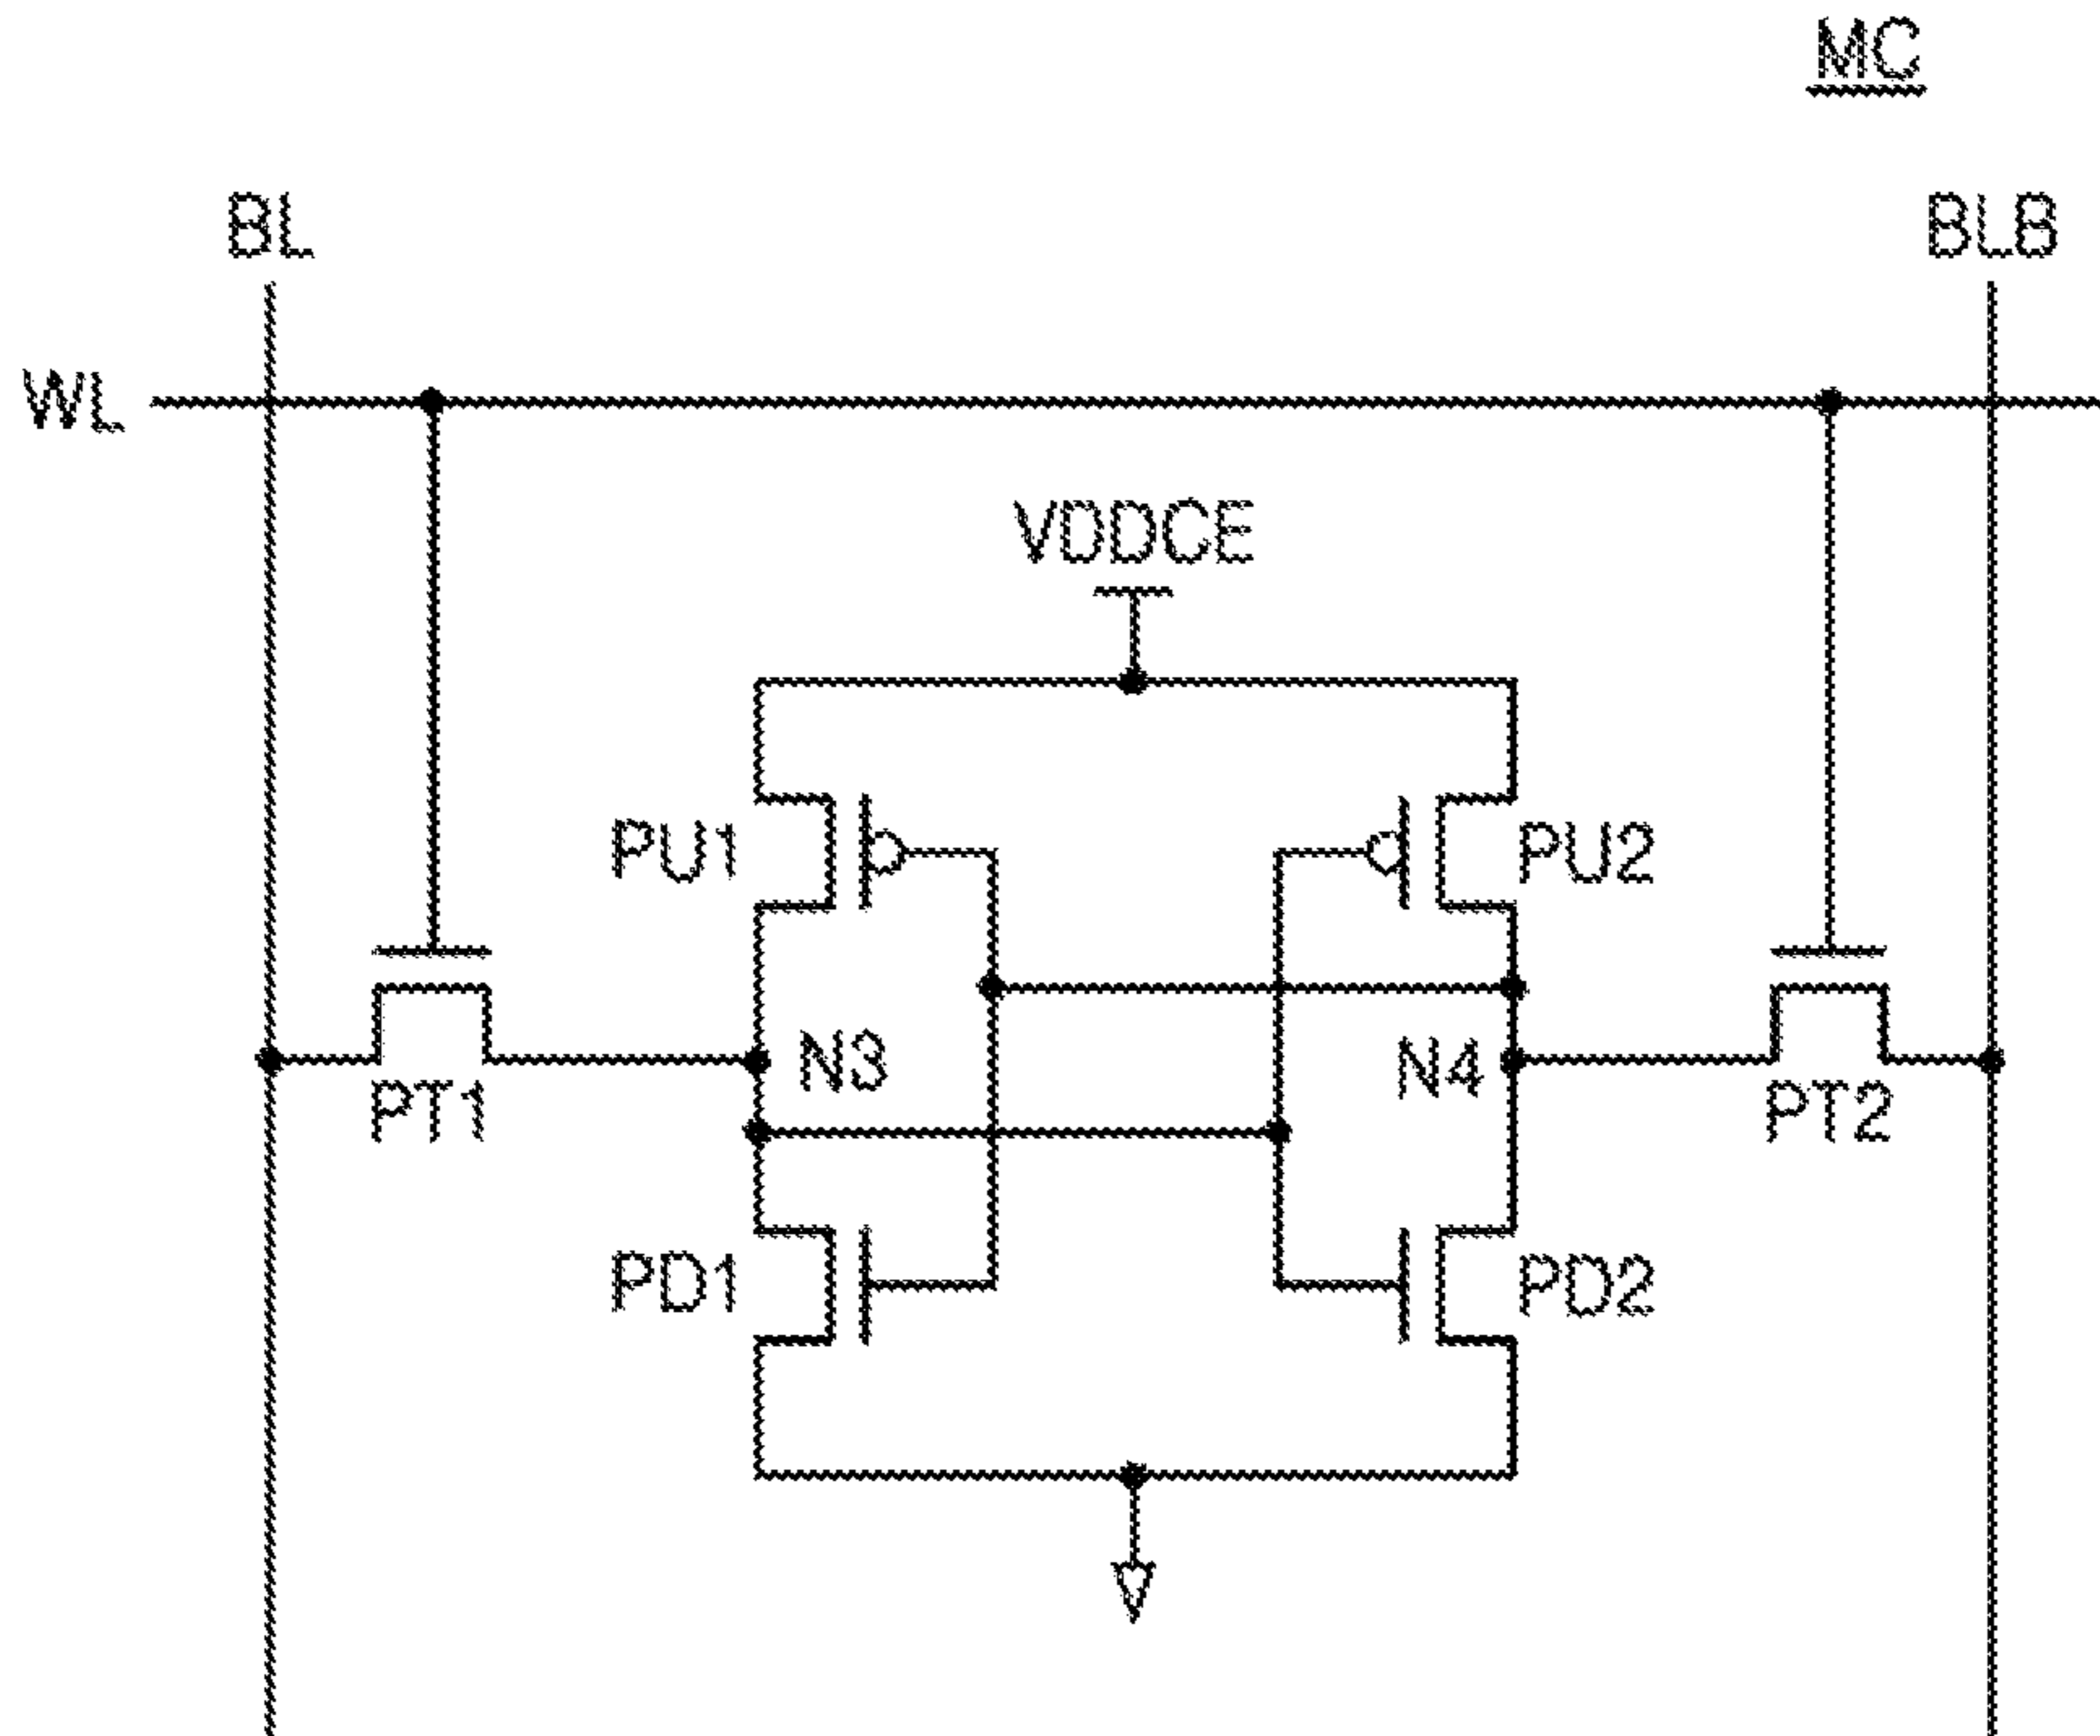 MC
BL
BLB
WL
VDDCE
PU1
PU2
N3
N4
PT1
PT2
PD1
PD2